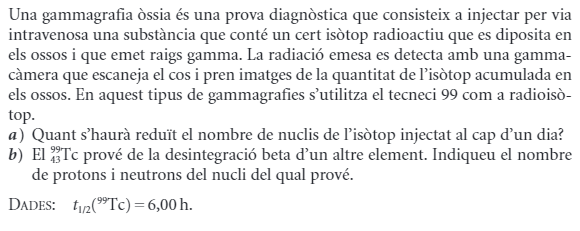 Una gammagrafia òssia és una prova diagnòstica que consisteix a injectar per via
intravenosa una substància que conté un cert isòtop radioactiu que es diposita en
els ossos i que emet raigs gamma. La radiació emesa es detecta amb una gamma-
càmera que escaneja el cos i pren imatges de la quantitat de l'isòtop acumulada en
els ossos. En aquest tipus de gammagrafies s'utilitza el tecneci 99 com a radioisò-
top.
a) Quant s'haurà reduït el nombre de nuclis de l'isòtop injectat al cap d'un dia?
b) El ⁹⁹₄₃Tc prové de la desintegració beta d'un altre element. Indiqueu el nombre
de protons i neutrons del nucli del qual prové.
DADES: t₁/₂(⁹⁹Tc) = 6,00 h.